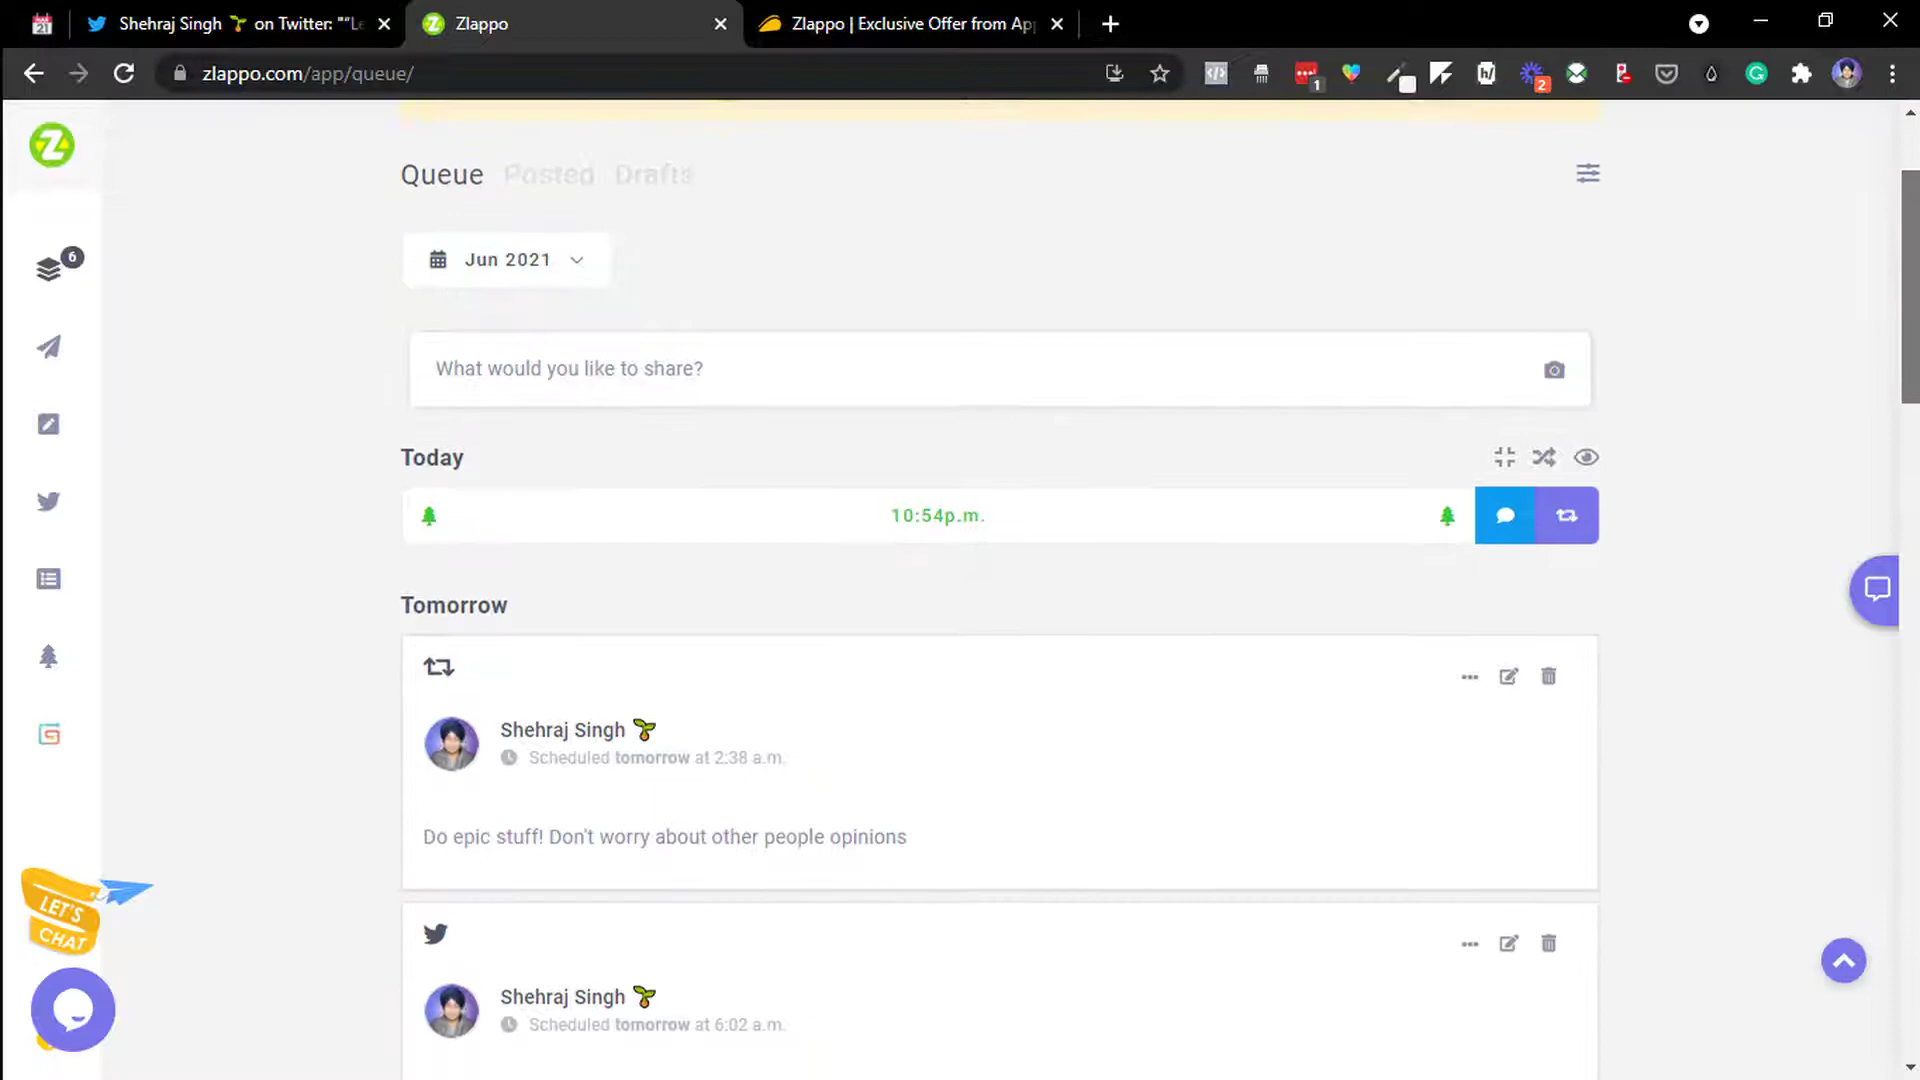 21
Shehraj Singh 🌱 on Twitter: "“Le
Zlappo
Zlappo | Exclusive Offer from Ap
zlappo.com/app/queue/
1
2
Z
Queue Posted Drafts
6
Jun 2021
What would you like to share?
Today
10:54p.m.
Tomorrow
Shehraj Singh 🌱
Scheduled tomorrow at 2:38 a.m.
Do epic stuff! Don't worry about other people opinions
Shehraj Singh 🌱
Scheduled tomorrow at 6:02 a.m.
LET'S
CHAT